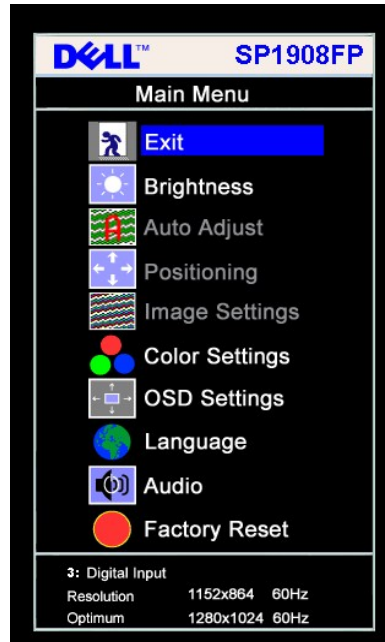 DELL™ SP1908FP
Main Menu
Exit
Brightness
A
Auto Adjust
Positioning
Image Settings
Color Settings
OSD Settings
Language
Audio
Factory Reset
3: Digital Input
Resolution 1152x864 60Hz
Optimum 1280x1024 60Hz